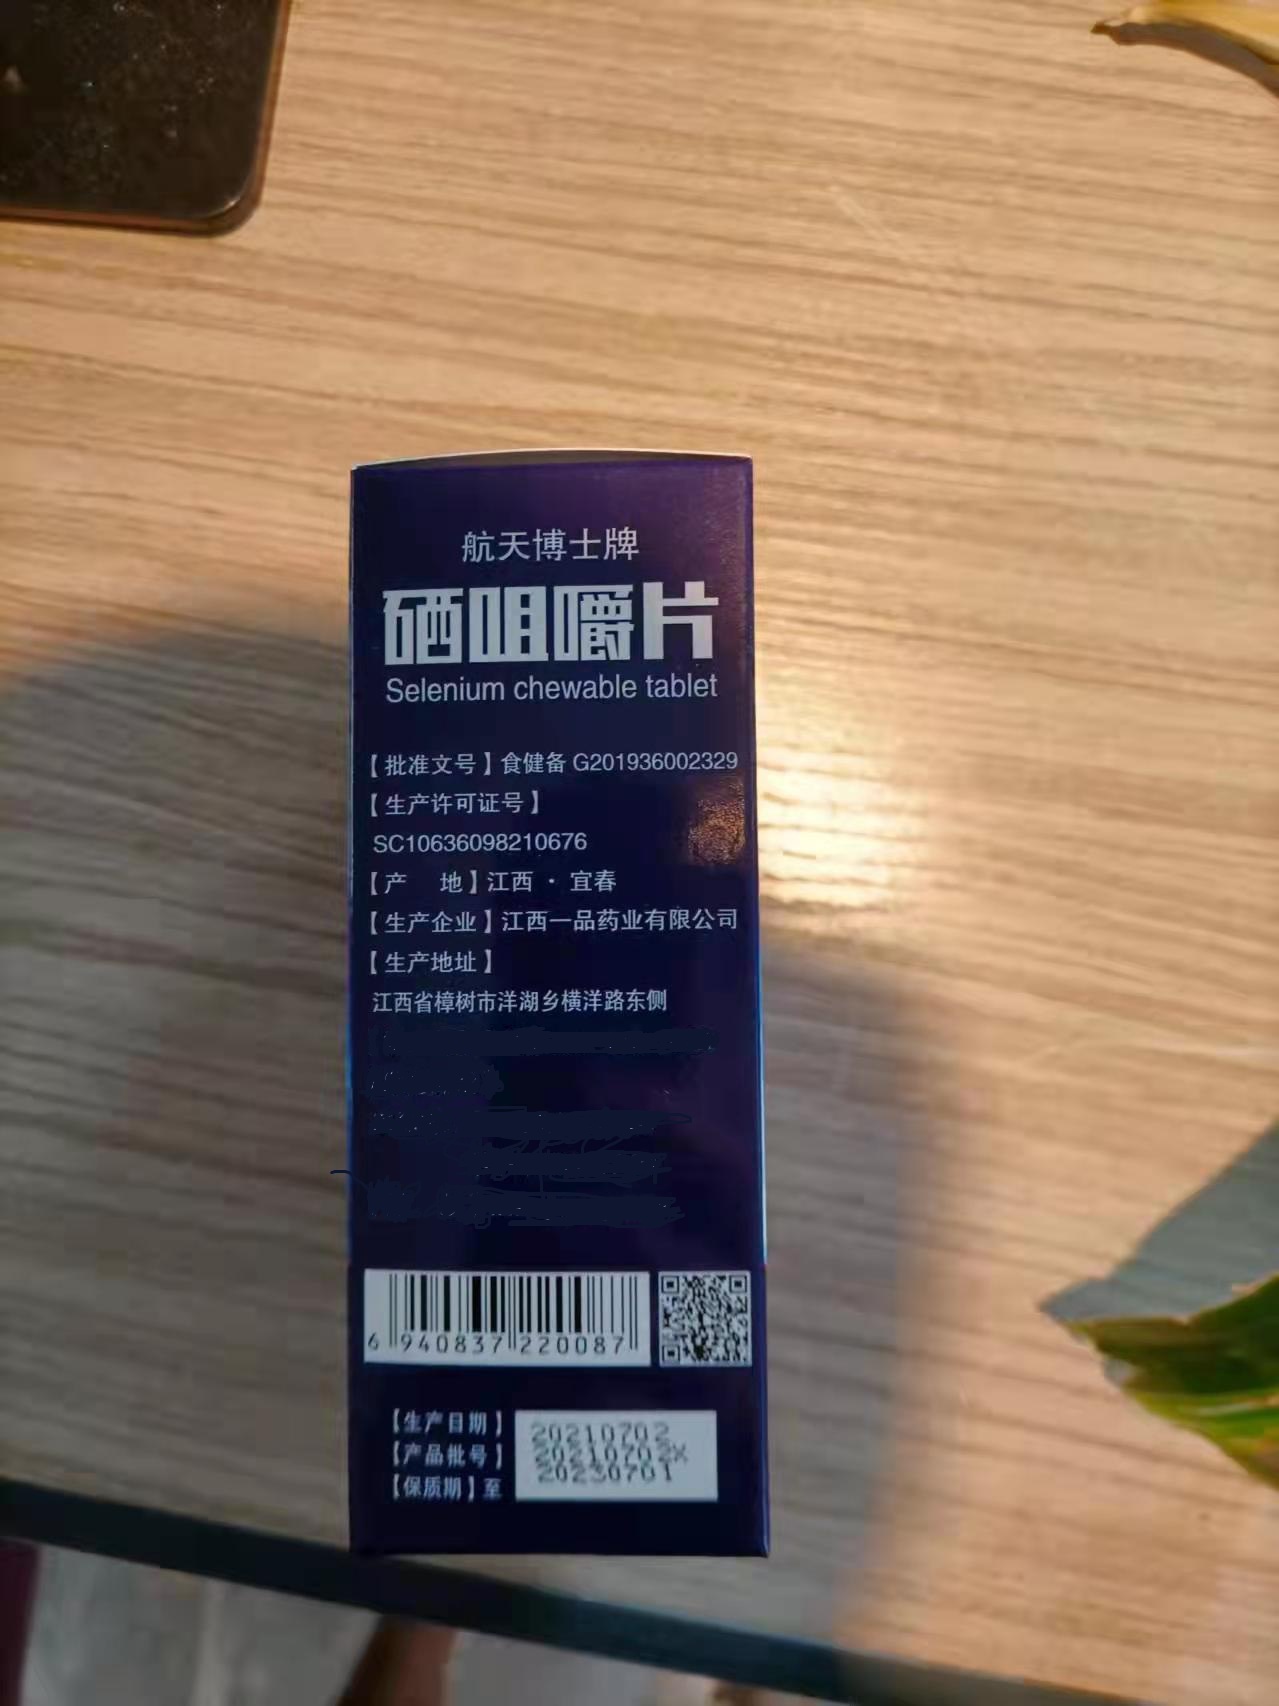 航天博士牌
硒咀嚼片
Selenium chewable tablet
【批准文号】食健备 G201936002329
【生产许可证号】
SC10636098210676
【产 地】江西·宜春
【生产企业】江西一品药业有限公司
【生产地址】
江西省樟树市洋湖乡横洋路东侧
6 940837 220087
【生产日期】20210702
【产品批号】20210702X
【保质期】至 20230701